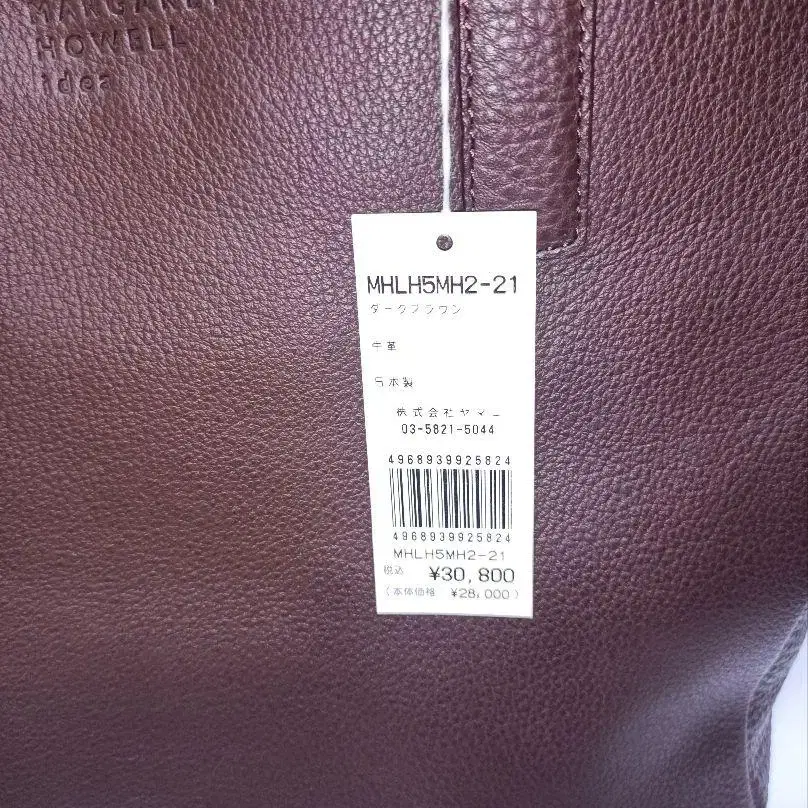 MARGARET
HOWELL
idea
MHLH5MH2-21
ダークブラウン
牛革
日本製
株式会社ヤマニ
03-5821-5044
4968939925824
4968939925824
MHLH5MH2-21
税込 ¥30,800
(本体価格 ¥28,000)